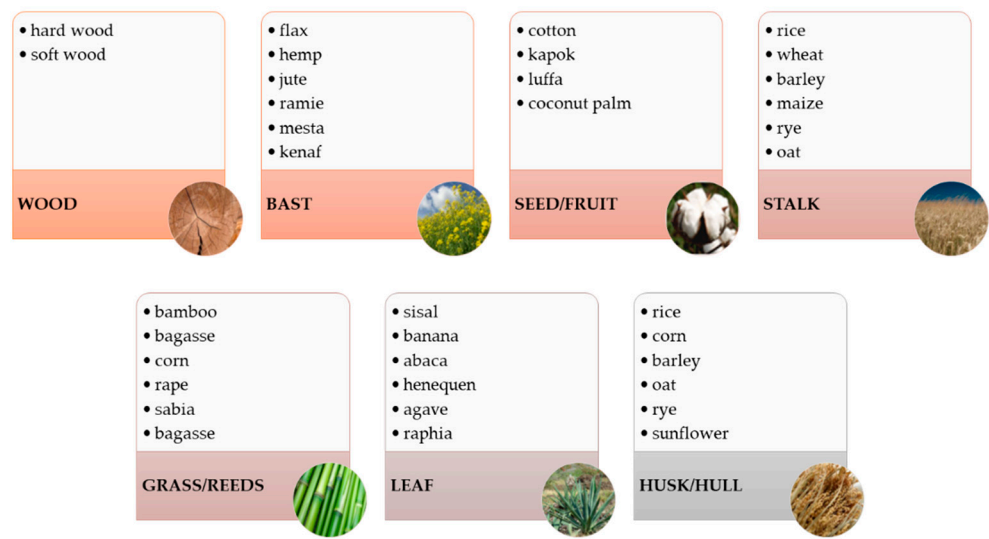 • hard wood
• soft wood
WOOD
• flax
• hemp
• jute
• ramie
• mesta
• kenaf
BAST
• cotton
• kapok
• luffa
• coconut palm
SEED/FRUIT
• rice
• wheat
• barley
• maize
• rye
• oat
STALK
• bamboo
• bagasse
• corn
• rape
• sabia
• bagasse
GRASS/REEDS
• sisal
• banana
• abaca
• henequen
• agave
• raphia
LEAF
• rice
• corn
• barley
• oat
• rye
• sunflower
HUSK/HULL